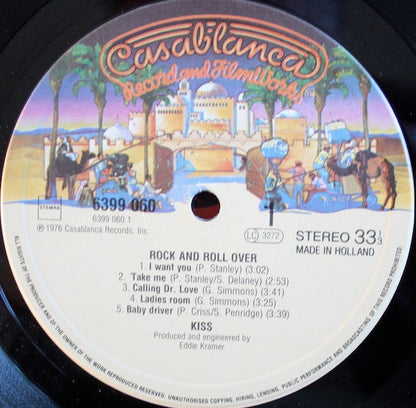 Casablanca
Record and FilmWorks
STEMRA
6399 060
6399 060.1
℗ 1976 Casablanca Records, Inc.
1
LC 3272
STEREO 33⅓
MADE IN HOLLAND
ROCK AND ROLL OVER
1. I want you (P. Stanley) (3:02)
2. Take me (P. Stanley/S. Delaney) (2:53)
3. Calling Dr. Love (G. Simmons) (3:41)
4. Ladies room (G. Simmons) (3:25)
5. Baby driver (P. Criss/S. Penridge) (3:39)
KISS
Produced and engineered by
Eddie Kramer
ALL RIGHTS OF THE PRODUCER AND OF THE OWNER OF THE WORK REPRODUCED RESERVED. UNAUTHORISED COPYING, HIRING, LENDING, PUBLIC PERFORMANCE AND BROADCASTING OF THIS RECORD PROHIBITED.